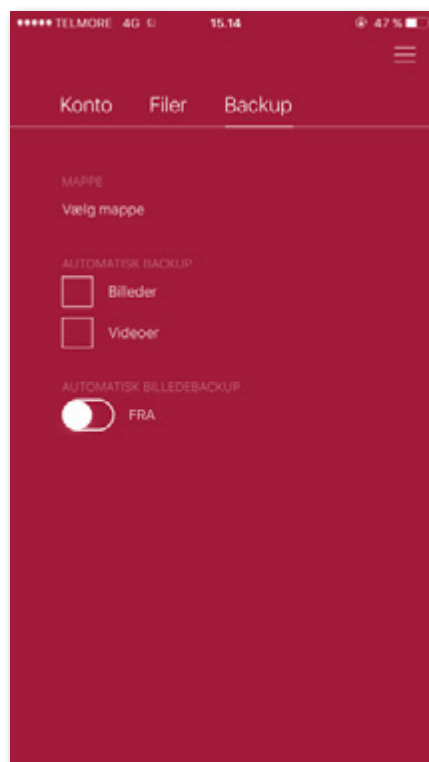 TELMORE 4G 15.14 47 %
Konto Filer Backup
MAPPE
Vælg mappe
AUTOMATISK BACKUP
Billeder
Videoer
AUTOMATISK BILLEDEBACKUP
FRA